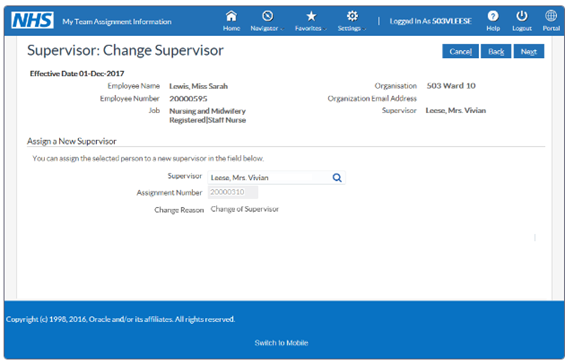 NHS My Team Assignment Information Home Navigator Favorites Settings Logged In As 503VLEESE Help Logout Portal
Supervisor: Change Supervisor Cancel Back Next
Effective Date 01-Dec-2017
Employee Name Lewis, Miss Sarah Organisation 503 Ward 10
Employee Number 20000595 Organization Email Address
Job Nursing and Midwifery Supervisor Leese, Mrs. Vivian
Registered|Staff Nurse
Assign a New Supervisor
You can assign the selected person to a new supervisor in the field below.
Supervisor Leese, Mrs. Vivian
Assignment Number 20000510
Change Reason Change of Supervisor
Copyright (c) 1998, 2016, Oracle and/or its affiliates. All rights reserved.
Switch to Mobile